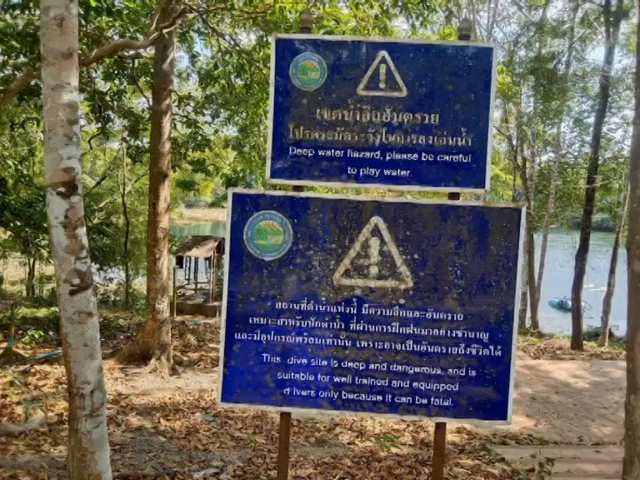 เขตน้ำลึกอันตราย
โปรดระมัดระวังในการลงเล่นน้ำ
Deep water hazard, please be careful
to play water.
สถานที่ดำน้ำแห่งนี้ มีความลึกและอันตราย
เหมาะสำหรับนักดำน้ำ ที่ผ่านการฝึกฝนมาอย่างชำนาญ
และมีอุปกรณ์พร้อมเท่านั้น เพราะอาจเป็นอันตรายถึงชีวิตได้
This dive site is deep and dangerous, and is
suitable for well trained and equipped
divers only because it can be fatal.